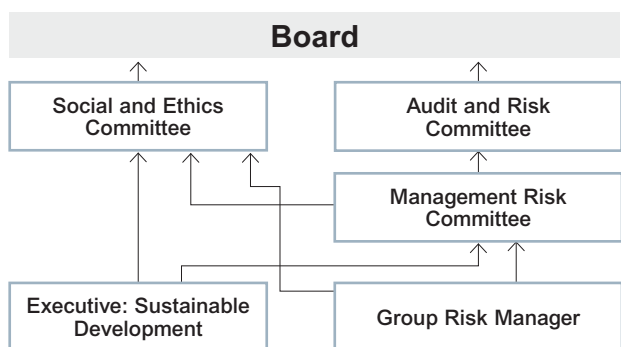 Board
Social and Ethics
Committee
Audit and Risk
Committee
Management Risk
Committee
Executive: Sustainable
Development
Group Risk Manager